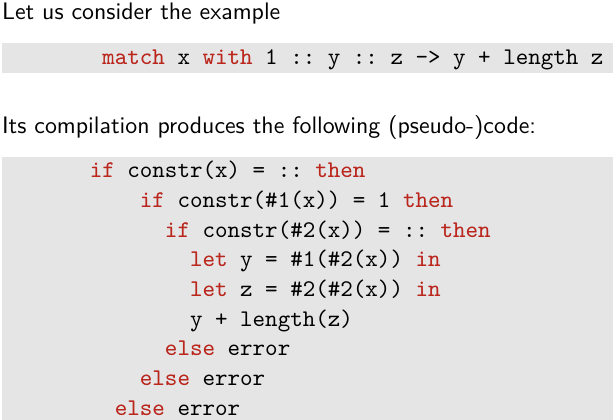 Let us consider the example
match x with 1 :: y :: z -> y + length z
Its compilation produces the following (pseudo-)code:
if constr(x) = :: then
if constr(#1(x)) = 1 then
if constr(#2(x)) = :: then
let y = #1(#2(x)) in
let z = #2(#2(x)) in
y + length(z)
else error
else error
else error